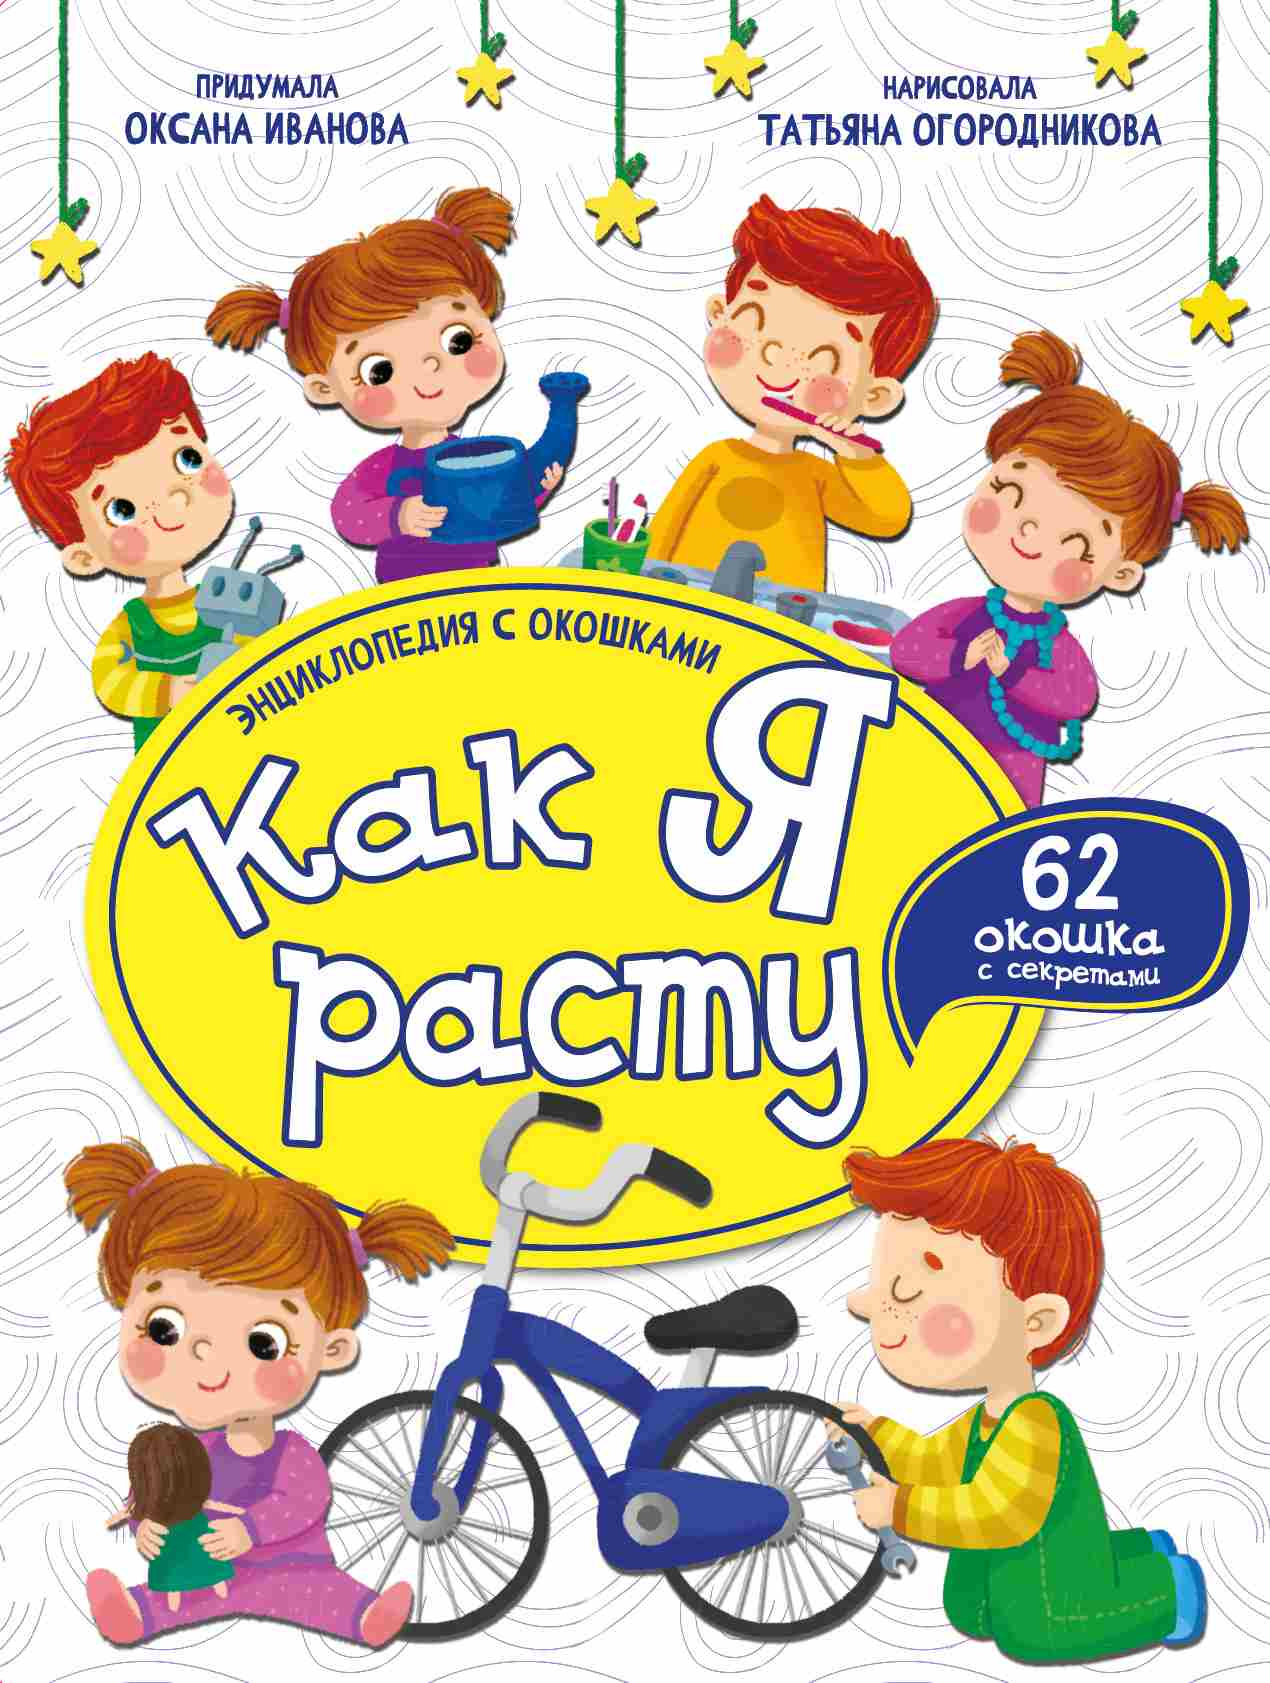 ПРИДУМАЛА
ОКСАНА ИВАНОВА
НАРИСОВАЛА
ТАТЬЯНА ОГОРОДНИКОВА
ЭНЦИКЛОПЕДИЯ С ОКОШКАМИ
Как Я
расту
62
окошка
с секретами